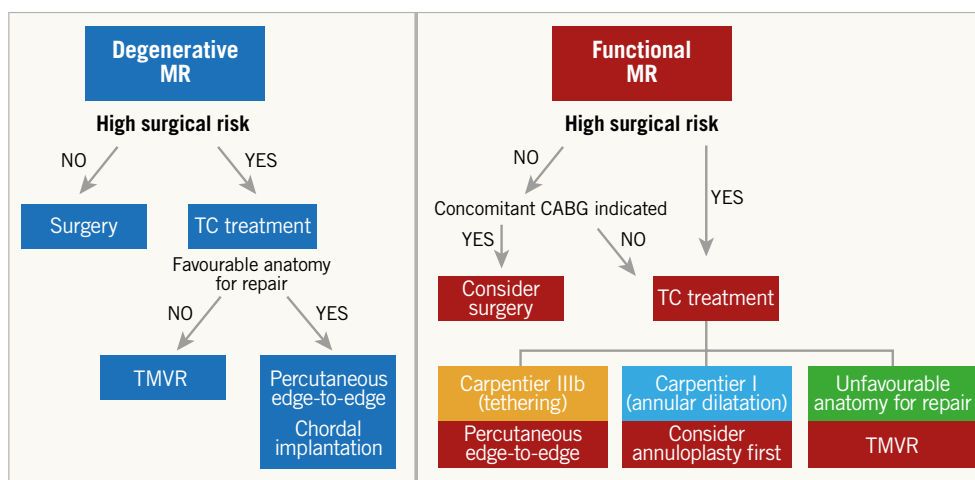 Degenerative
MR
High surgical risk
NO
YES
Surgery
TC treatment
Favourable anatomy
for repair
NO
YES
TMVR
Percutaneous
edge-to-edge
Chordal
implantation
Functional
MR
High surgical risk
NO
YES
Concomitant CABG indicated
YES
NO
Consider
surgery
TC treatment
Carpentier IIIb
(tethering)
Percutaneous
edge-to-edge
Carpentier I
(annular dilatation)
Consider
annuloplasty first
Unfavourable
anatomy for repair
TMVR